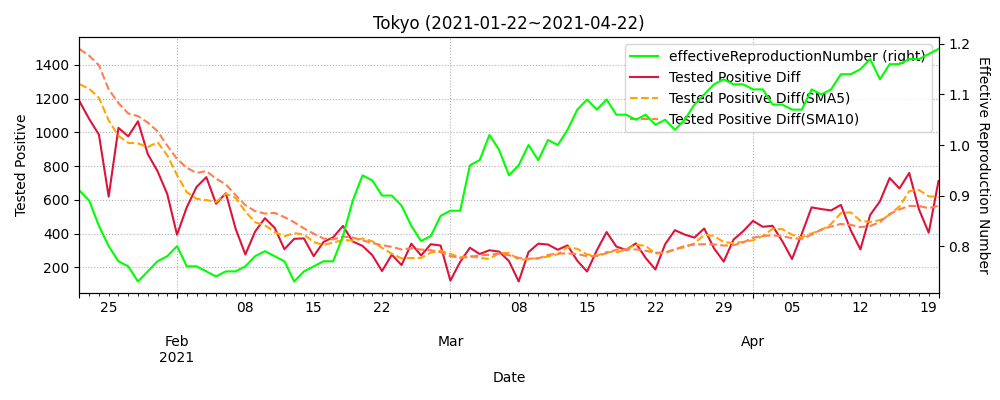 Tokyo (2021-01-22~2021-04-22)
effectiveReproductionNumber (right)
Tested Positive Diff
Tested Positive Diff(SMA5)
Tested Positive Diff(SMA10)
Tested Positive
1400
1200
1000
800
600
400
200
1.2
1.1
1.0
0.9
0.8
Effective Reproduction Number
25
08
15
22
08
15
22
29
05
12
19
Feb
2021
Mar
Apr
Date